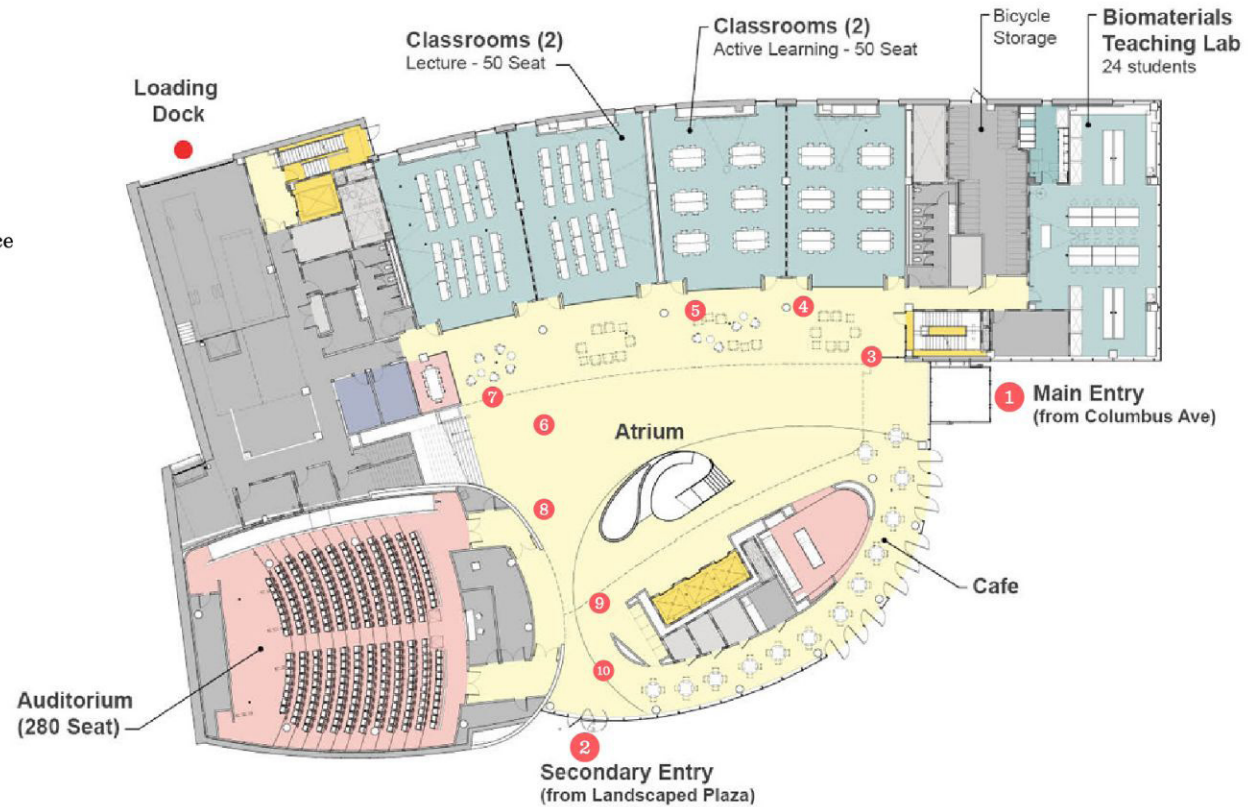 Classrooms (2)
Lecture - 50 Seat
Classrooms (2)
Active Learning - 50 Seat
Bicycle
Storage
Biomaterials
Teaching Lab
24 students
Loading
Dock
ce
5
4
3
7
6
Atrium
1
Main Entry
(from Columbus Ave)
8
Cafe
9
10
Auditorium
(280 Seat)
2
Secondary Entry
(from Landscaped Plaza)